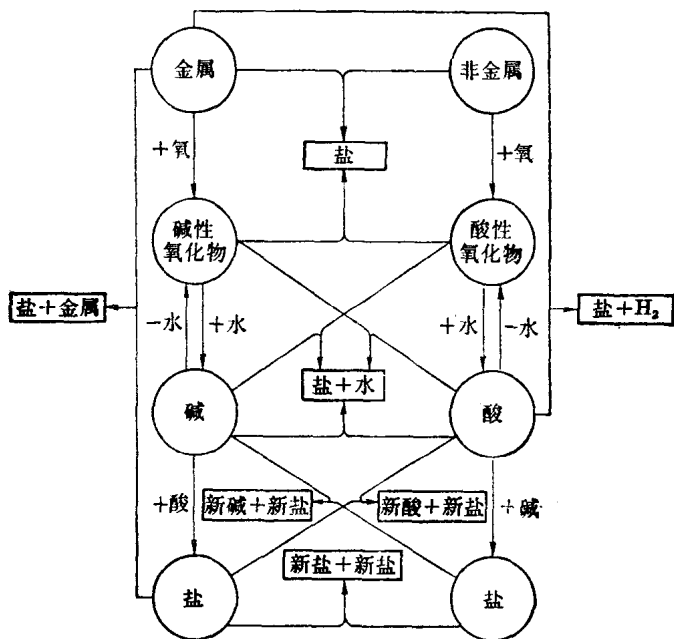 金属
非金属
+氧
盐
+氧
碱性
氧化物
酸性
氧化物
盐+金属
-水
+水
+水
-水
盐+H₂
盐+水
碱
酸
+酸
新碱+新盐
新酸+新盐
+碱
新盐+新盐
盐
盐